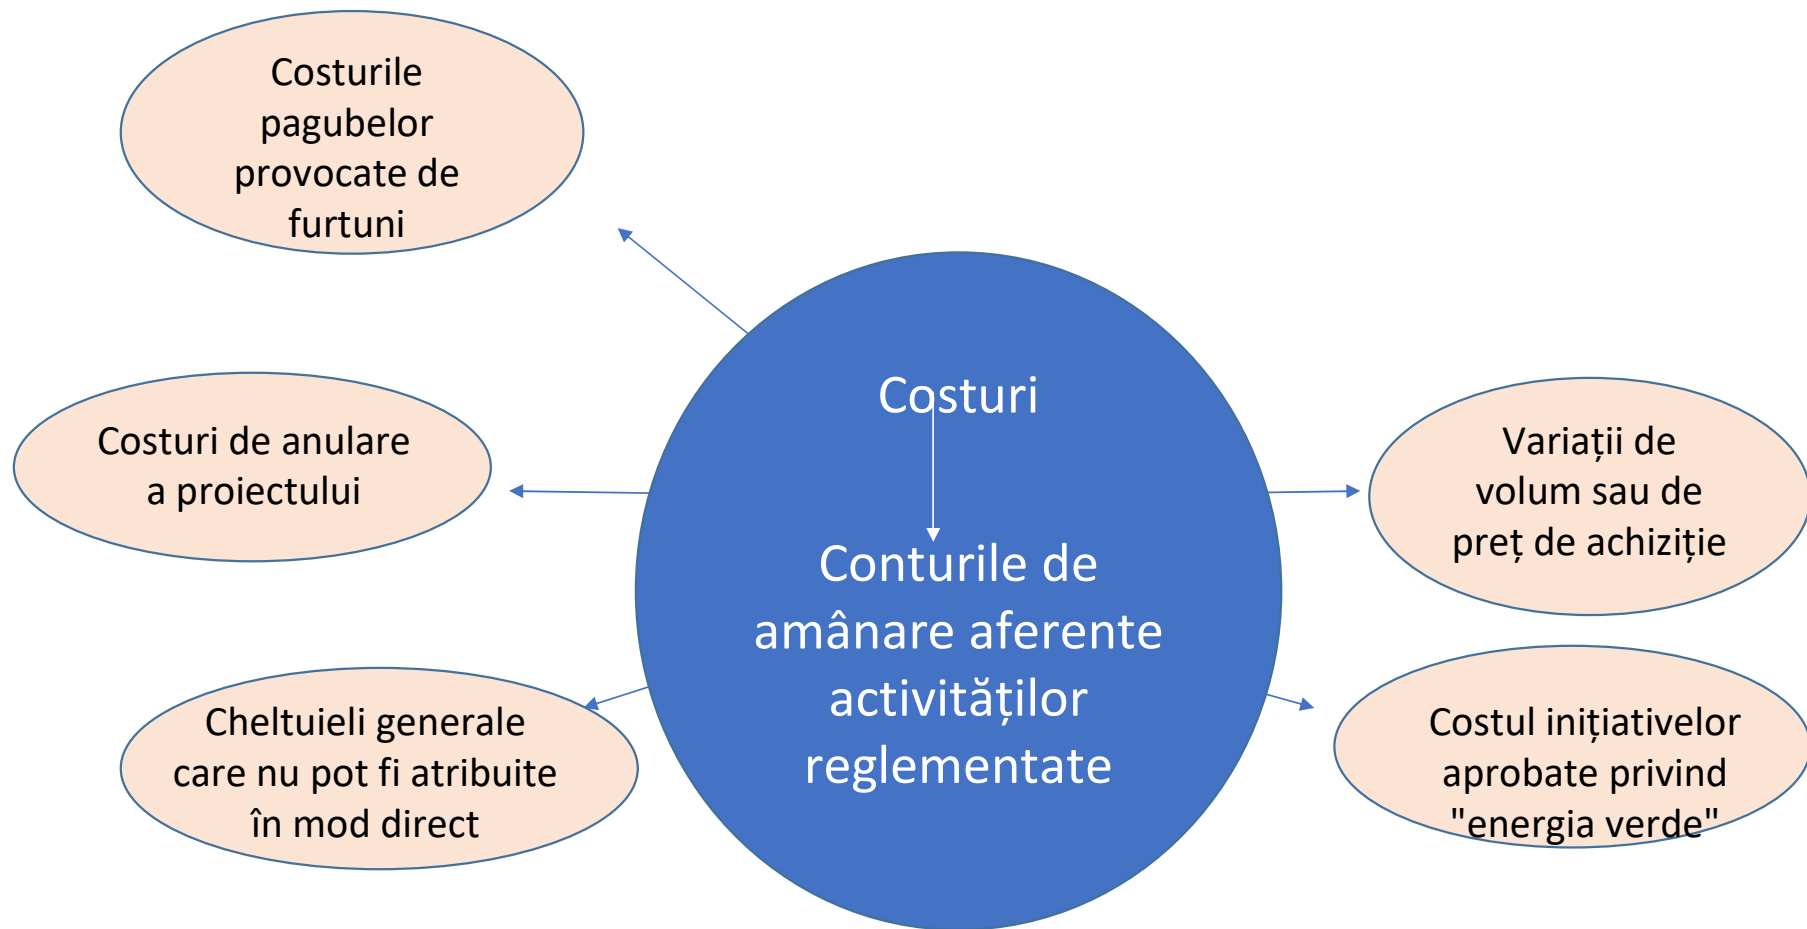 Costurile
pagubelor
provocate de
furtuni
Costuri de anulare
a proiectului
Cheltuieli generale
care nu pot fi atribuite
în mod direct
Costuri
Conturile de
amânare aferente
activităților
reglementate
Variații de
volum sau de
preț de achiziție
Costul inițiativelor
aprobate privind
"energia verde"